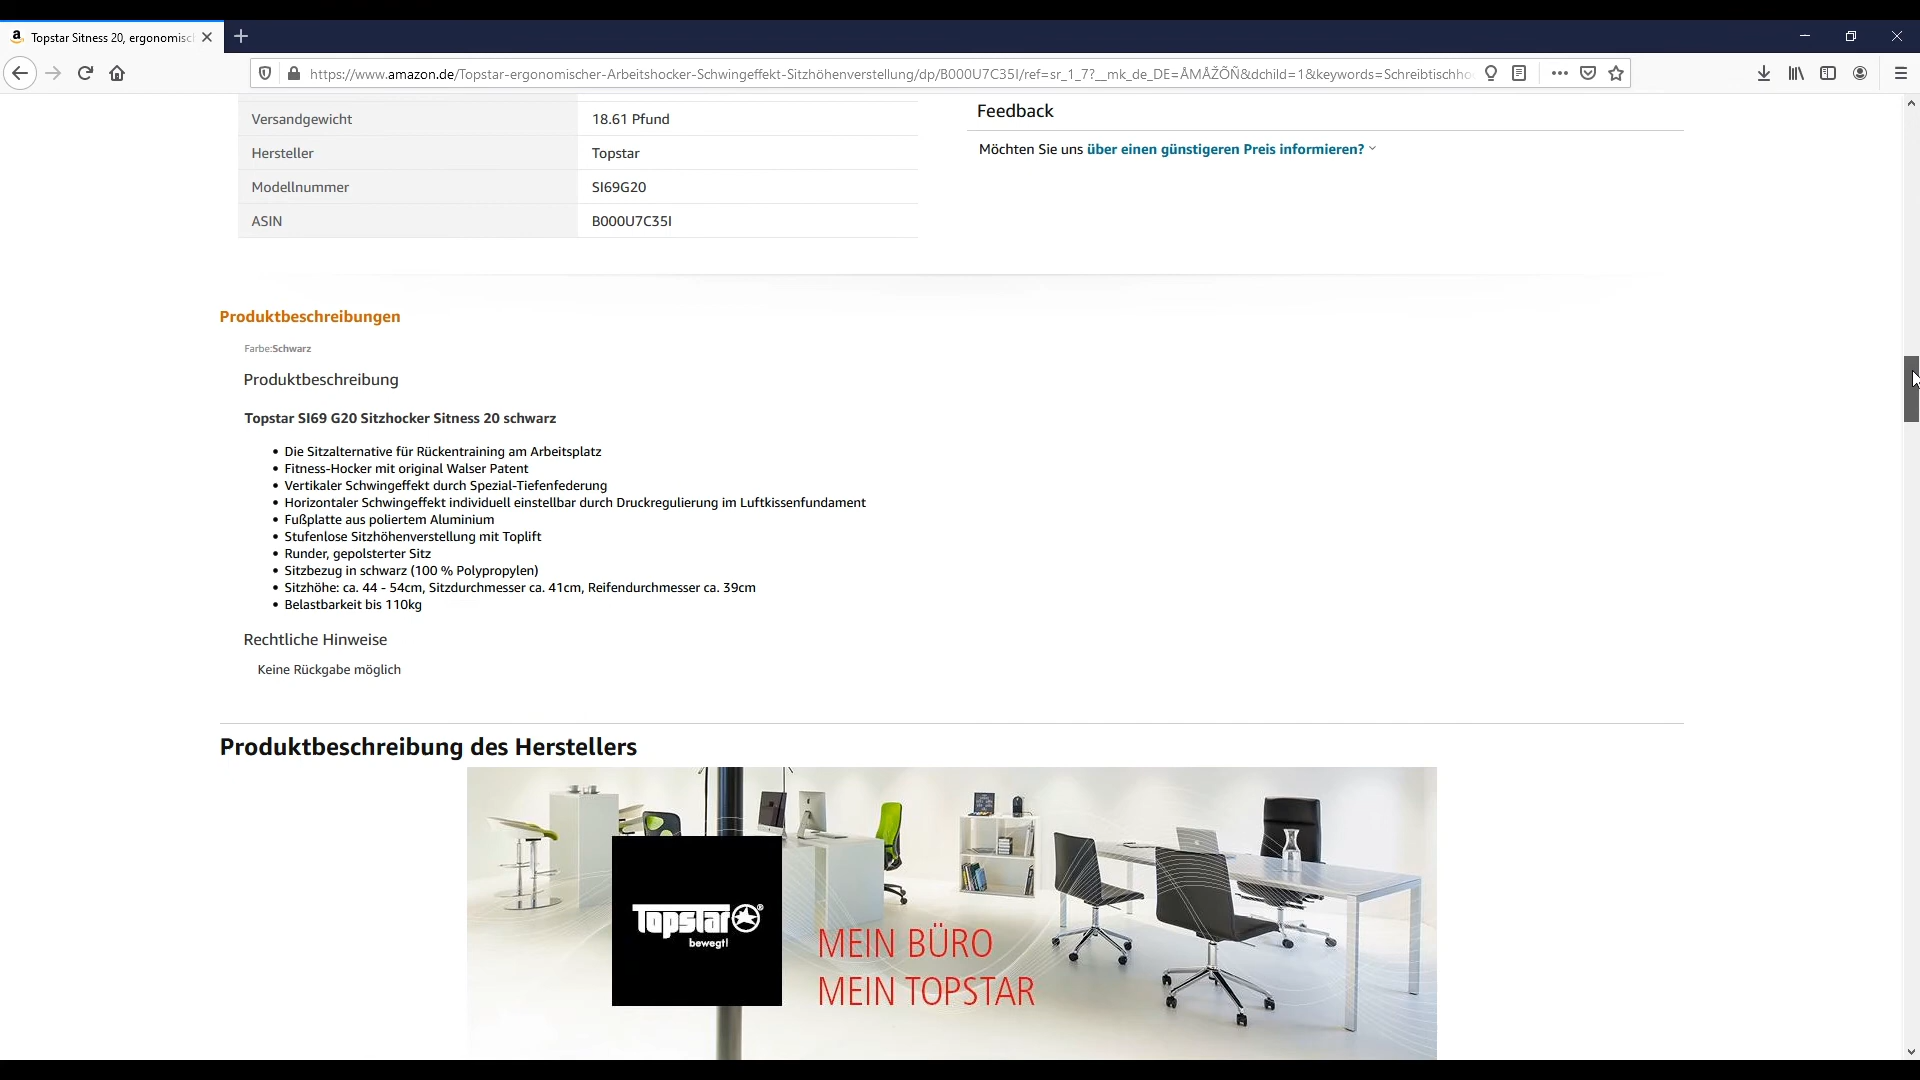 Topstar Sitness 20, ergonomisc
https://www.amazon.de/Topstar-ergonomischer-Arbeitshocker-Schwingeffekt-Sitzhöhenverstellung/dp/B000U7C35I/ref=sr_1_7?__mk_de_DE=ÅMÅŽÕÑ&dchild=1&keywords=Schreibtischho
Versandgewicht 18.61 Pfund
Hersteller Topstar
Modellnummer SI69G20
ASIN B000U7C35I
Feedback
Möchten Sie uns über einen günstigeren Preis informieren?
Produktbeschreibungen
Farbe:Schwarz
Produktbeschreibung
Topstar SI69 G20 Sitzhocker Sitness 20 schwarz
• Die Sitzalternative für Rückentraining am Arbeitsplatz
• Fitness-Hocker mit original Walser Patent
• Vertikaler Schwingeffekt durch Spezial-Tiefenfederung
• Horizontaler Schwingeffekt individuell einstellbar durch Druckregulierung im Luftkissenfundament
• Fußplatte aus poliertem Aluminium
• Stufenlose Sitzhöhenverstellung mit Toplift
• Runder, gepolsterter Sitz
• Sitzbezug in schwarz (100 % Polypropylen)
• Sitzhöhe: ca. 44 - 54cm, Sitzdurchmesser ca. 41cm, Reifendurchmesser ca. 39cm
• Belastbarkeit bis 110kg
Rechtliche Hinweise
Keine Rückgabe möglich
Produktbeschreibung des Herstellers
Topstar®
bewegt!
MEIN BÜRO
MEIN TOPSTAR